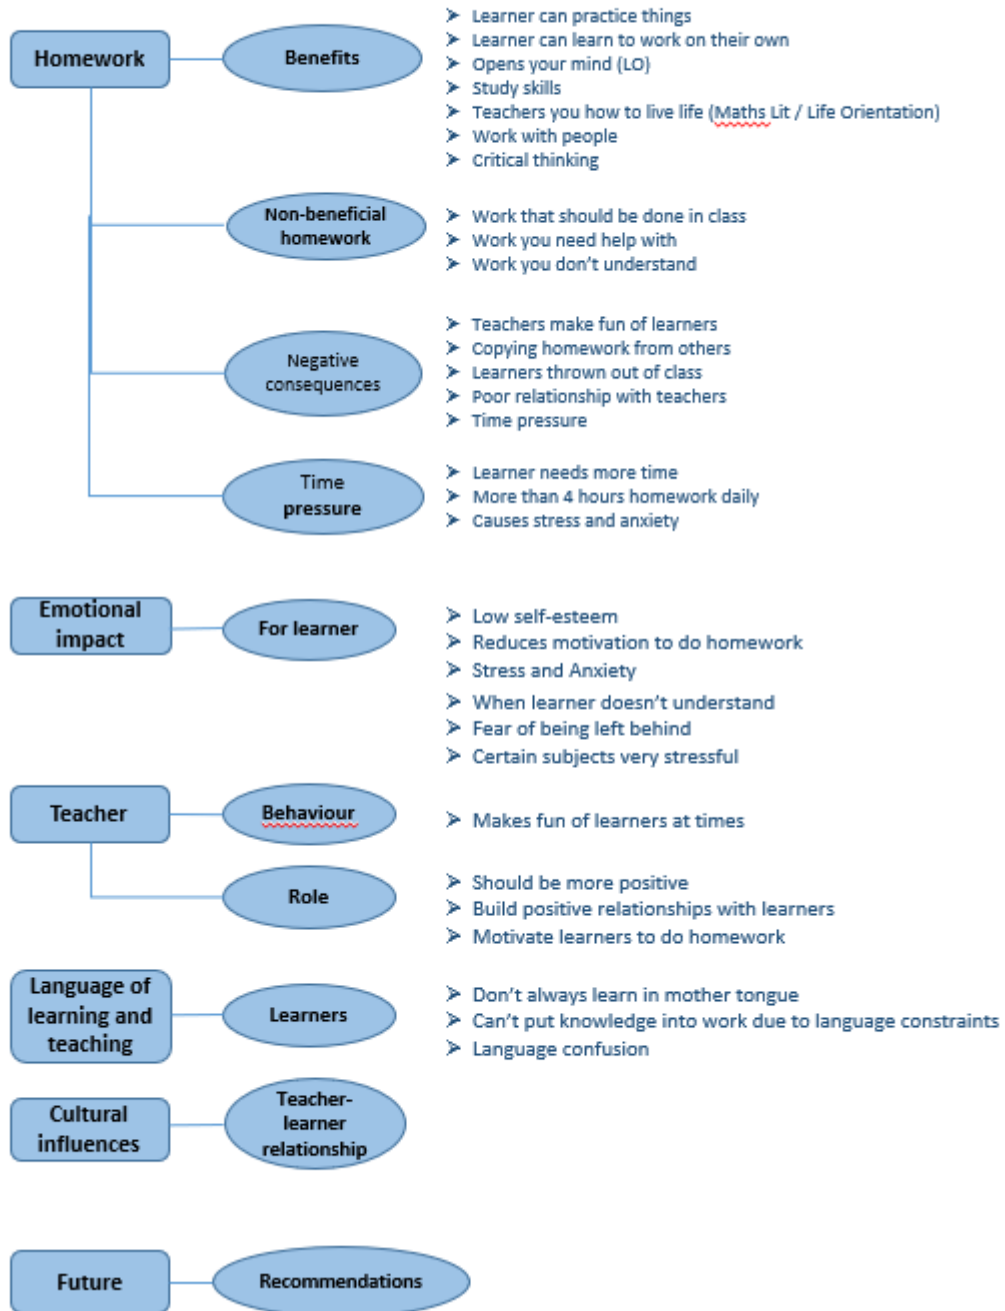 Homework
Benefits
Learner can practice things
Learner can learn to work on their own
Opens your mind (LO)
Study skills
Teachers you how to live life (Maths Lit / Life Orientation)
Work with people
Critical thinking
Non-beneficial
homework
Work that should be done in class
Work you need help with
Work you don't understand
Negative
consequences
Teachers make fun of learners
Copying homework from others
Learners thrown out of class
Poor relationship with teachers
Time pressure
Time
pressure
Learner needs more time
More than 4 hours homework daily
Causes stress and anxiety
Emotional
impact
For learner
Low self-esteem
Reduces motivation to do homework
Stress and Anxiety
When learner doesn't understand
Fear of being left behind
Certain subjects very stressful
Teacher
Behaviour
Makes fun of learners at times
Role
Should be more positive
Build positive relationships with learners
Motivate learners to do homework
Language of
learning and
teaching
Learners
Don't always learn in mother tongue
Can't put knowledge into work due to language constraints
Language confusion
Cultural
influences
Teacher-
learner
relationship
Future
Recommendations